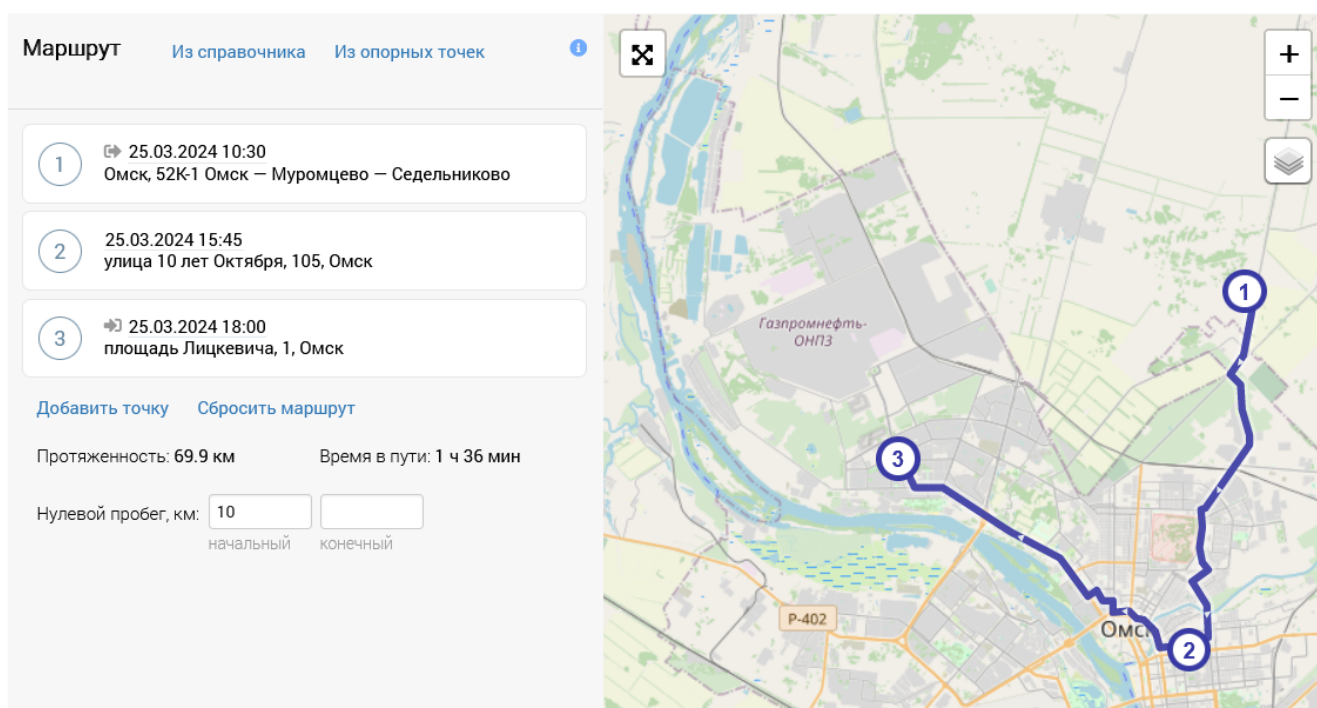 Маршрут Из справочника Из опорных точек
1
25.03.2024 10:30
Омск, 52К-1 Омск — Муромцево — Седельниково
2
25.03.2024 15:45
улица 10 лет Октября, 105, Омск
3
25.03.2024 18:00
площадь Лицкевича, 1, Омск
Добавить точку Сбросить маршрут
Протяженность: 69.9 км Время в пути: 1 ч 36 мин
Нулевой пробег, км: 10
начальный конечный
+
−
1
Газпромнефть-
ОНПЗ
3
Р-402
Омс
2